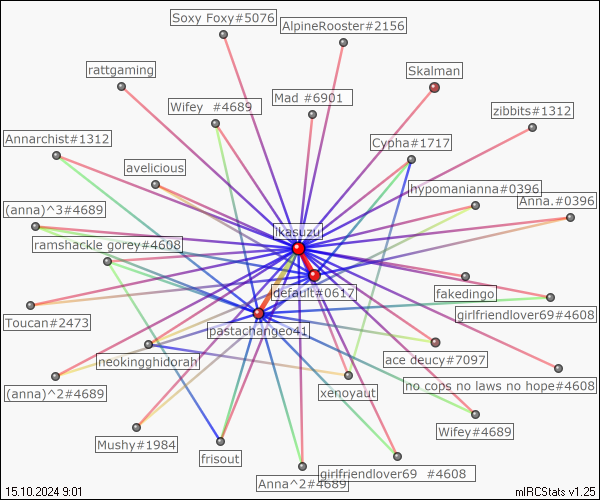 Soxy Foxy#5076
AlpineRooster#2156
rattgaming
Skalman
Wifey #4689
Mad #6901
zibbits#1312
Annarchist#1312
Cypha#1717
avelicious
hypomanianna#0396
Anna.#0396
(anna)^3#4689
ikasuzu
ramshackle gorey#4608
default#0617
fakedingo
girlfriendlover69#4608
Toucan#2473
pastachangeo41
neokingghidorah
ace deucy#7097
(anna)^2#4689
xenoyaut
no cops no laws no hope#4608
Mushy#1984
Wifey#4689
frisout
girlfriendlover69 #4608
Anna^2#4689
15.10.2024 9:01
mIRCStats v1.25